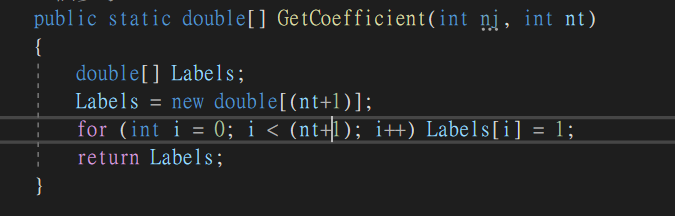 public static double[] GetCoefficient(int nj, int nt)
{
double[] Labels;
Labels = new double[(nt+1)];
for (int i = 0; i < (nt+1); i++) Labels[i] = 1;
return Labels;
}